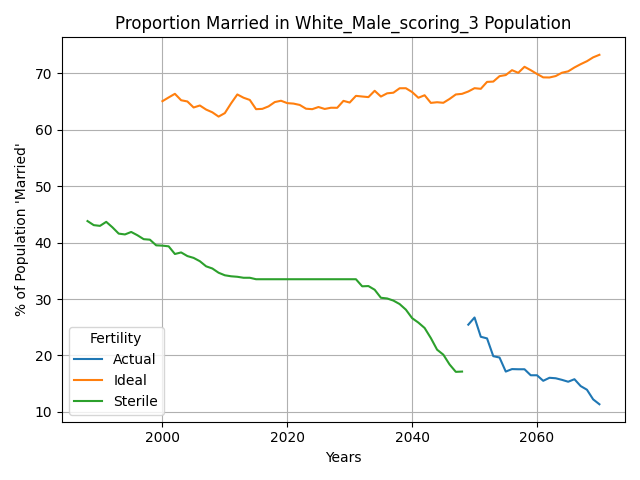 Proportion Married in White_Male_scoring_3 Population
% of Population 'Married'
70
60
50
40
30
20
10
Fertility
Actual
Ideal
Sterile
2000 2020 2040 2060
Years